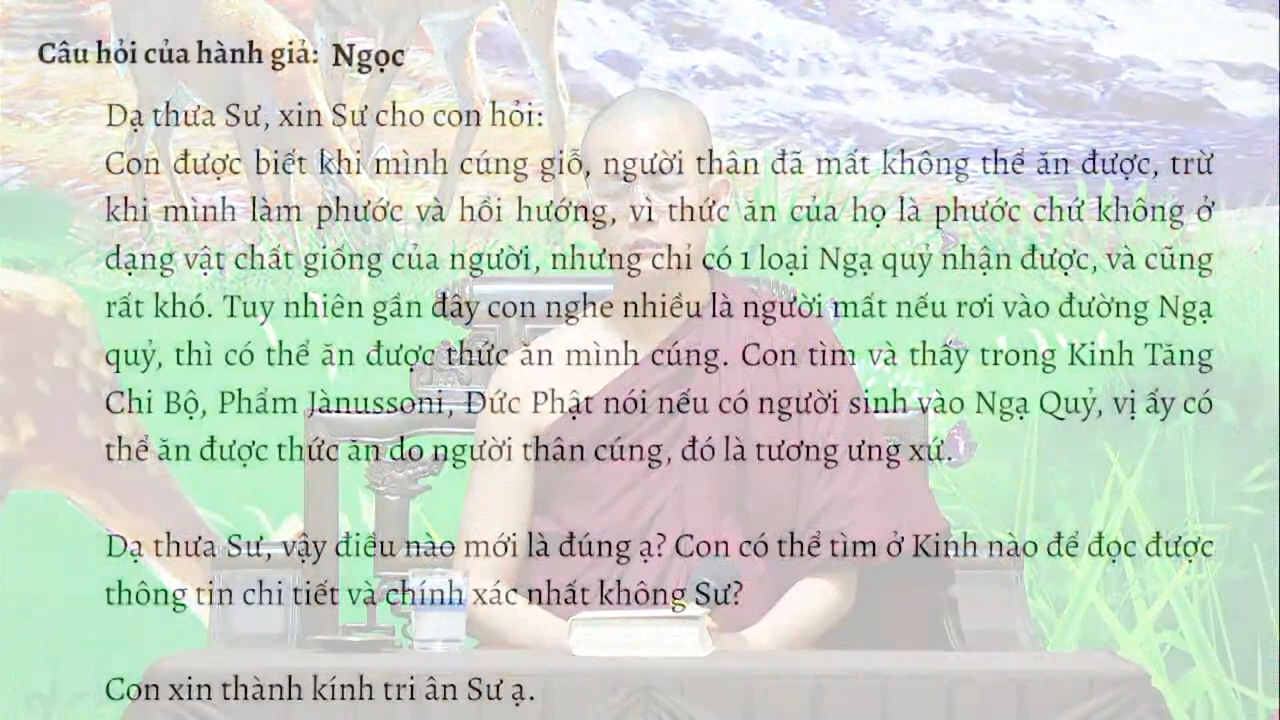 Câu hỏi của hành giả: Ngọc
Dạ thưa Sư, xin Sư cho con hỏi:
Con được biết khi mình cúng giỗ, người thân đã mất không thể ăn được, trừ
khi mình làm phước và hồi hướng, vì thức ăn của họ là phước chứ không ở
dạng vật chất giống của người, nhưng chỉ có 1 loại Ngạ quỷ nhận được, và cũng
rất khó. Tuy nhiên gần đây con nghe nhiều là người mất nếu rơi vào đường Ngạ
quỷ, thì có thể ăn được thức ăn mình cúng. Con tìm và thấy trong Kinh Tăng
Chi Bộ, Phẩm Jànussoni, Đức Phật nói nếu có người sinh vào Ngạ Quỷ, vị ấy có
thể ăn được thức ăn do người thân cúng, đó là tương ưng xứ.
Dạ thưa Sư, vậy điều nào mới là đúng ạ? Con có thể tìm ở Kinh nào để đọc được
thông tin chi tiết và chính xác nhất không Sư?
Con xin thành kính tri ân Sư ạ.